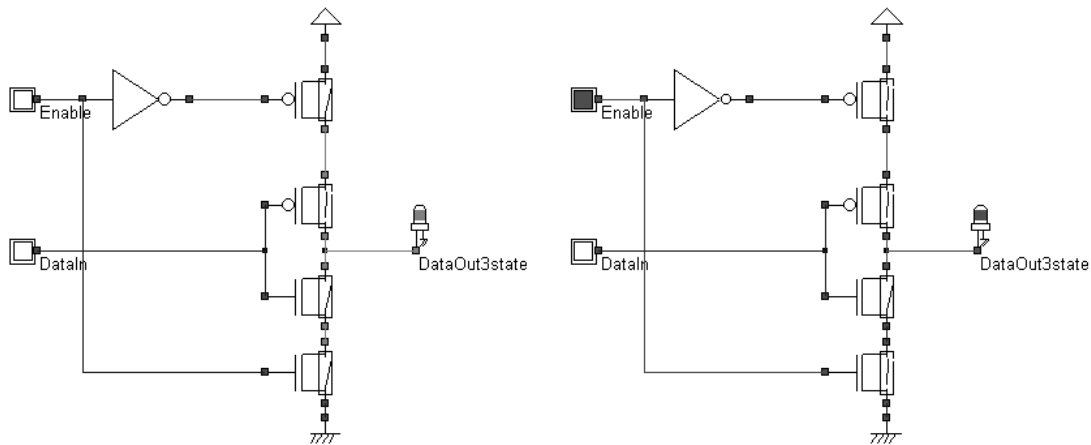 Enable
Enable
DataIn
DataOut3state
DataIn
DataOut3state